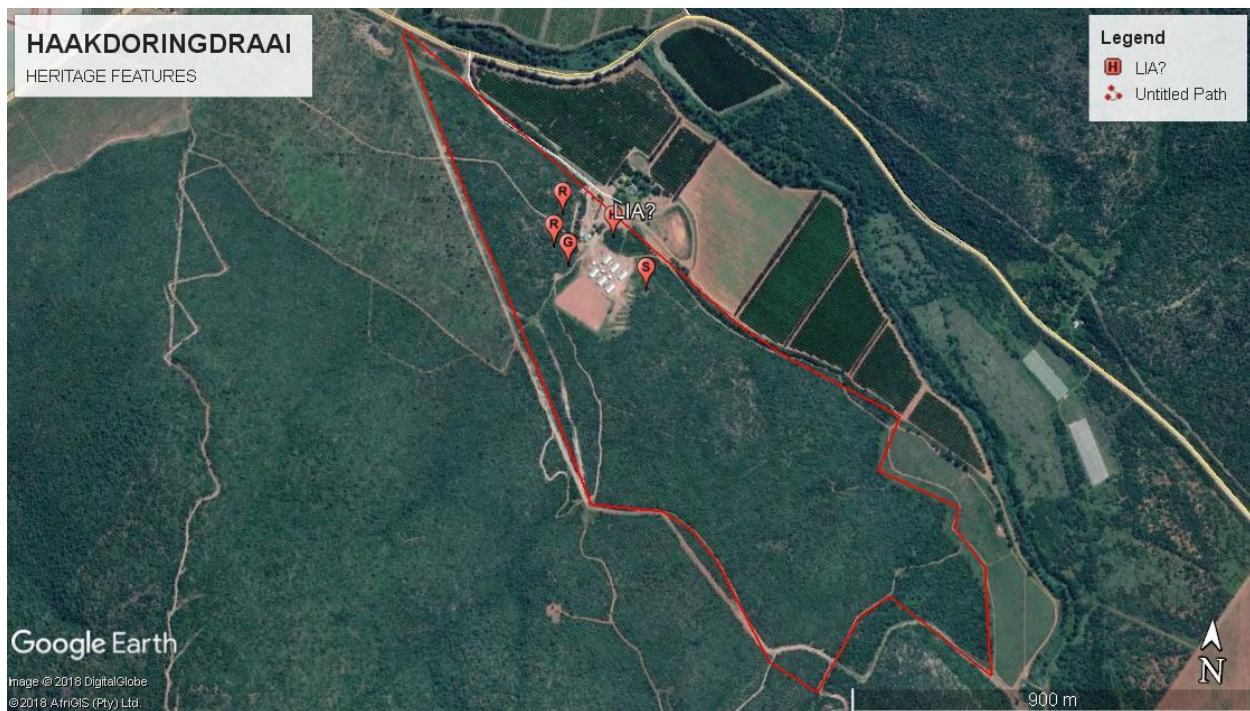 HAAKDORINGDRAAI
HERITAGE FEATURES
Legend
H LIA?
Untitled Path
R
LIA?
R
G
S
Google Earth
Image © 2018 DigitalGlobe
© 2018 AfriGIS (Pty) Ltd.
N
900 m